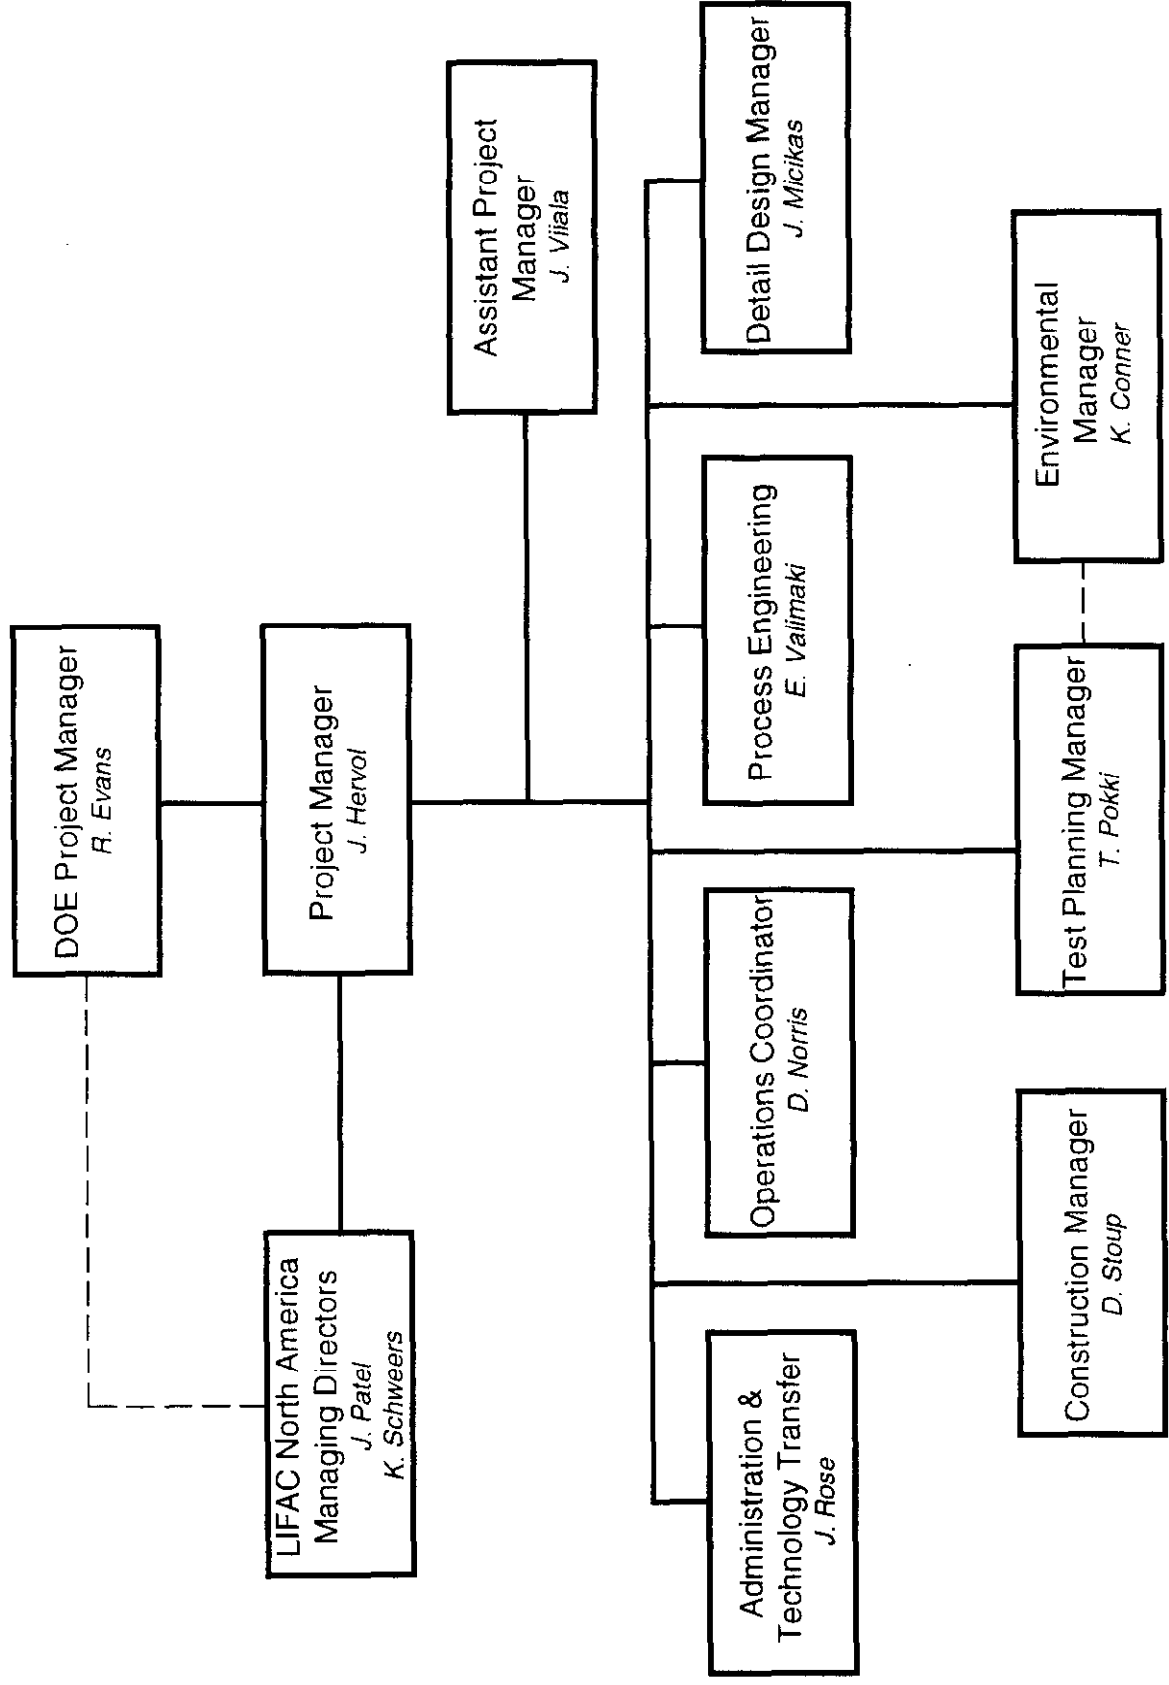 DOE Project Manager
R. Evans
LIFAC North America
Managing Directors
J. Patel
K. Schweers
Project Manager
J. Hervol
Assistant Project
Manager
J. Viiala
Administration &
Technology Transfer
J. Rose
Operations Coordinator
D. Norris
Process Engineering
E. Valimaki
Detail Design Manager
J. Micikas
Construction Manager
D. Stoup
Test Planning Manager
T. Pokki
Environmental
Manager
K. Conner